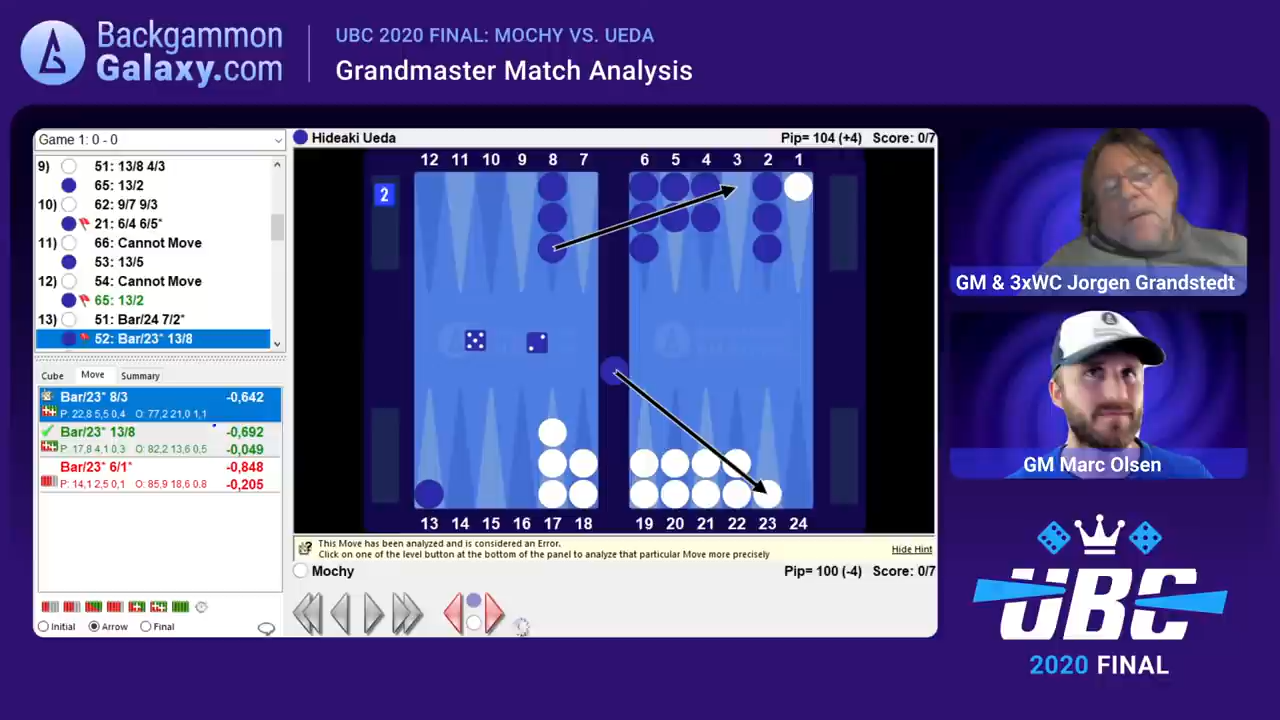 Backgammon
Galaxy.com
UBC 2020 FINAL: MOCHY VS. UEDA
Grandmaster Match Analysis
Game 1: 0 - 0
9) 51: 13/8 4/3
65: 13/2
10) 62: 9/7 9/3
21: 6/4 6/5*
11) 66: Cannot Move
53: 13/5
12) 54: Cannot Move
65: 13/2
13) 51: Bar/24 7/2*
52: Bar/23* 13/8
Cube Move Summary
Bar/23* 8/3 -0,642
P: 22,8 5,5 0,4 O: 77,2 21,0 1,1
Bar/23* 13/8 -0,692
P: 17,8 4,1 0,3 O: 82,2 13,6 0,5 -0,049
Bar/23* 6/1* -0,848
P: 14,1 2,5 0,1 O: 85,9 18,6 0,8 -0,205
Initial Arrow Final
Hideaki Ueda Pip= 104 (+4) Score: 0/7
12 11 10 9 8 7 6 5 4 3 2 1
2
13 14 15 16 17 18 19 20 21 22 23 24
This Move has been analyzed and is considered an Error.
Click on one of the level button at the bottom of the panel to analyze that particular Move more precisely
Hide Hint
Mochy Pip= 100 (-4) Score: 0/7
GM & 3xWC Jorgen Grandstedt
GM Marc Olsen
UBC
2020 FINAL